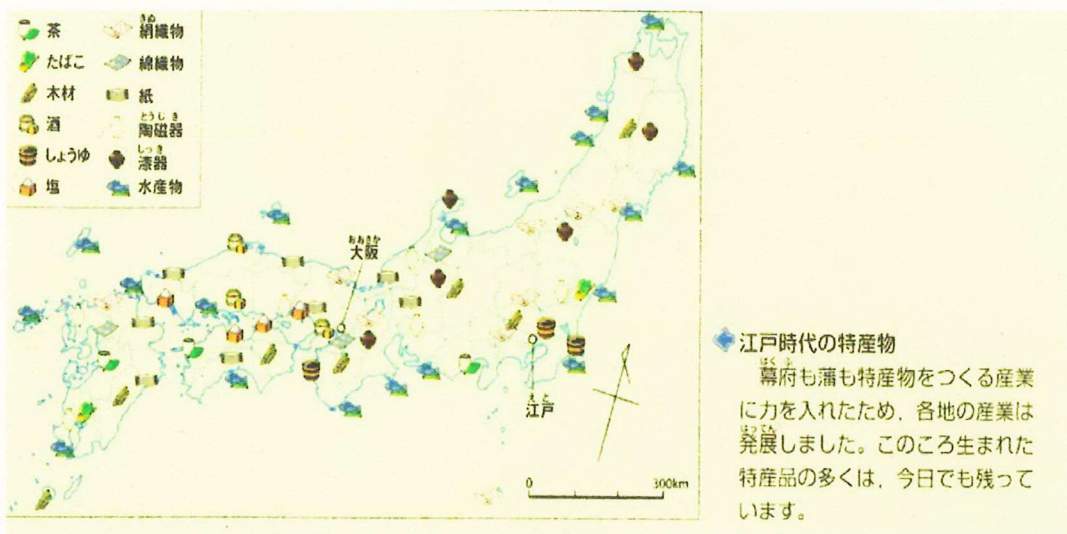 茶
たばこ
木材
酒
しょうゆ
塩
きぬ
絹織物
綿織物
紙
とうじき
陶磁器
しっき
漆器
水産物
おおさか
大阪
えど
江戸
0 300km
江戸時代の特産物
ばくふ
幕府も藩も特産物をつくる産業
に力を入れたため，各地の産業は
はってん
発展しました。このころ生まれた
特産品の多くは，今日でも残って
います。